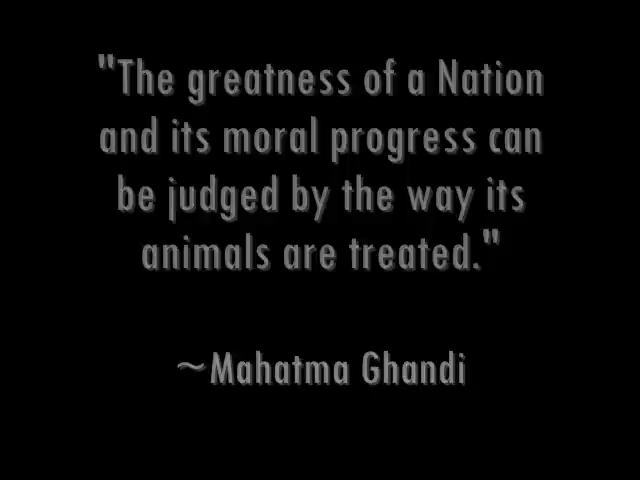 "The greatness of a Nation
and its moral progress can
be judged by the way its
animals are treated."
~Mahatma Ghandi